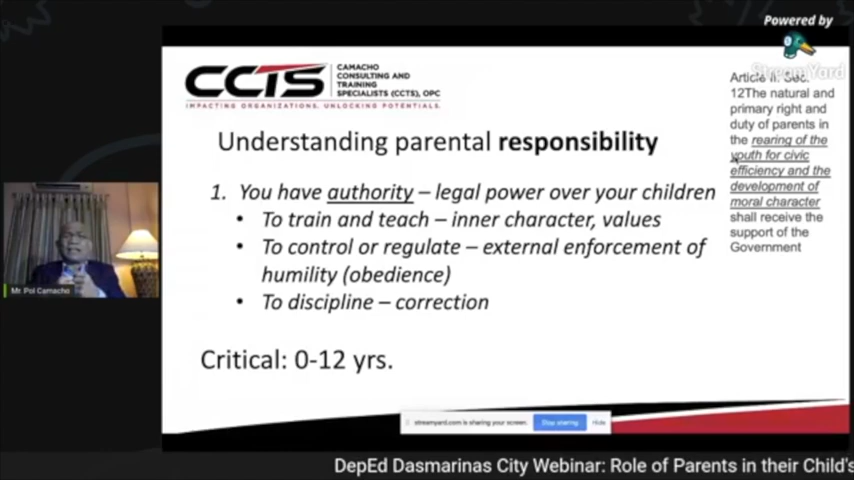 Powered by
StreamYard
CCTS
CAMACHO
CONSULTING AND
TRAINING
SPECIALISTS (CCTS), OPC
IMPACTING ORGANIZATIONS. UNLOCKING POTENTIALS.
Article II. Sec.
12The natural and
primary right and
duty of parents in
the rearing of the
youth for civic
efficiency and the
development of
moral character
shall receive the
support of the
Government
Understanding parental responsibility
1. You have authority – legal power over your children
• To train and teach – inner character, values
• To control or regulate – external enforcement of
humility (obedience)
• To discipline – correction
Critical: 0-12 yrs.
Mr. Pol Camacho
streamyard.com is sharing your screen.
Stop sharing
Hide
DepEd Dasmarinas City Webinar: Role of Parents in their Child's